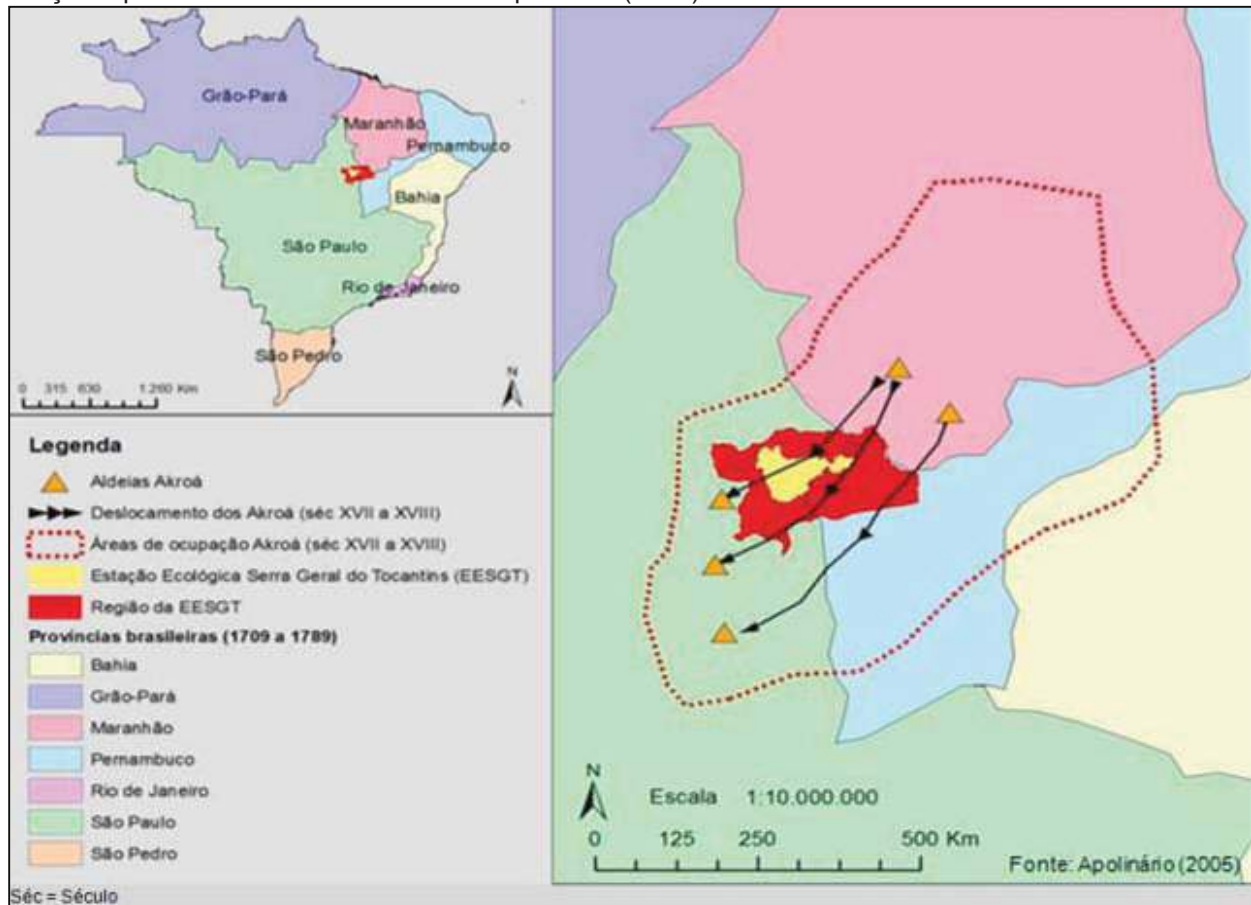 Grão-Pará
Maranhão
Pernambuco
Bahia
São Paulo
Rio de Janeiro
São Pedro
0 315 630 1.260 Km
N
Legenda
Aldeias Akroá
Deslocamento dos Akroá (séc XVII a XVIII)
Áreas de ocupação Akroá (séc XVII a XVIII)
Estação Ecológica Serra Geral do Tocantins (EESGT)
Região da EESGT
Províncias brasileiras (1709 a 1789)
Bahia
Grão-Pará
Maranhão
Pernambuco
Rio de Janeiro
São Paulo
São Pedro
N
Escala 1:10.000.000
0 125 250 500 Km
Fonte: Apolinário (2005)
Séc = Século